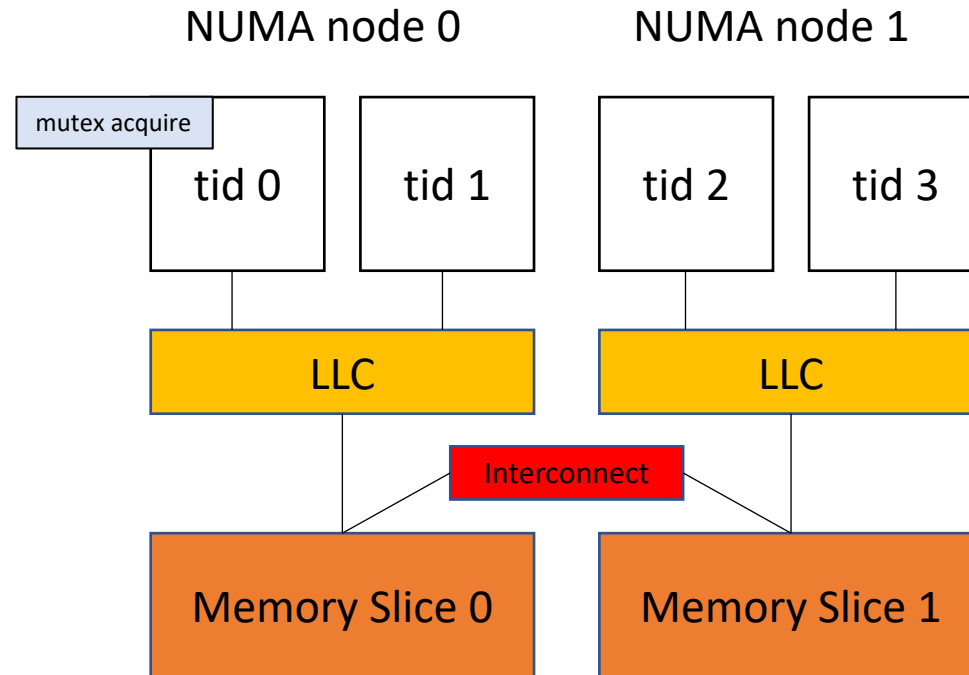 NUMA node 0
NUMA node 1
mutex acquire
tid 0
tid 1
tid 2
tid 3
LLC
LLC
Interconnect
Memory Slice 0
Memory Slice 1